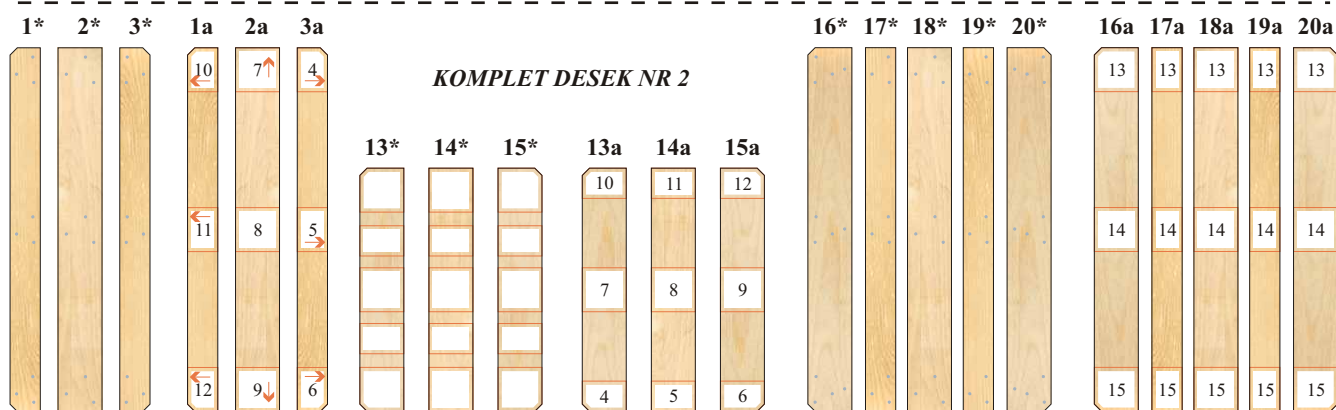 1* 2* 3* 1a 2a 3a 16* 17* 18* 19* 20* 16a 17a 18a 19a 20a
10 7 4 13 13 13 13 13
KOMPLET DESEK NR 2
13* 14* 15* 13a 14a 15a
10 11 12
11 8 5 14 14 14 14 14
7 8 9
12 9 6 15 15 15 15 15
4 5 6